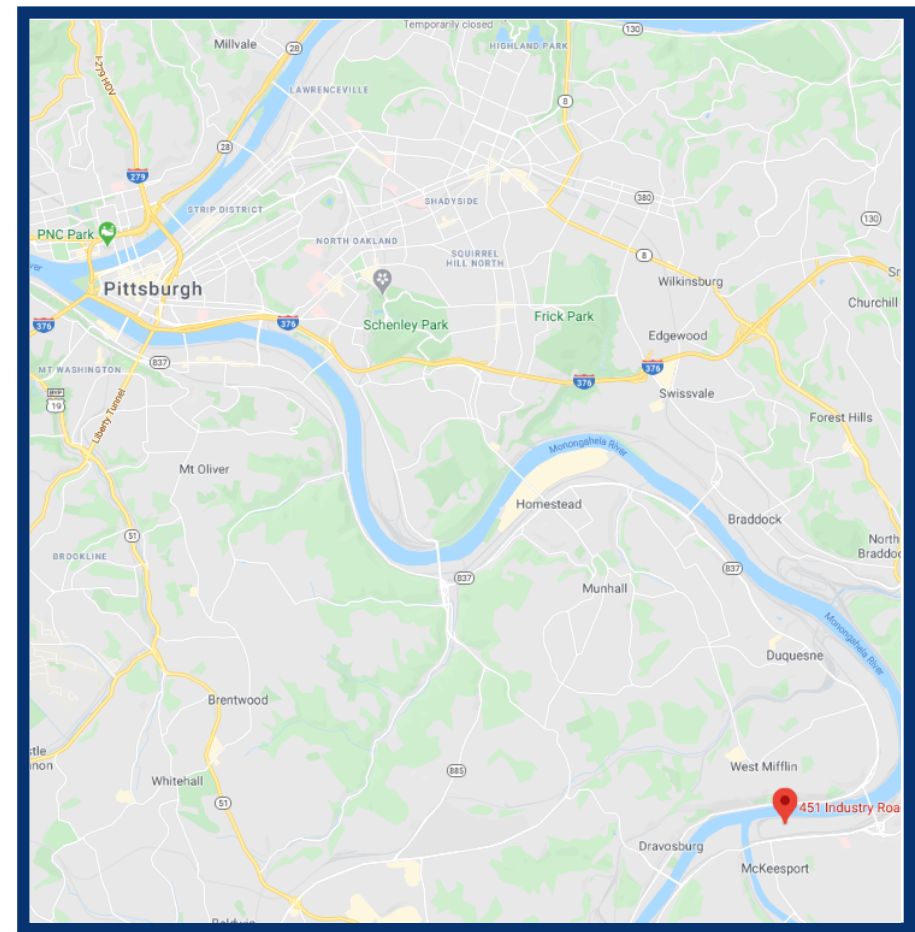 Temporarily closed
130
Millvale
28
HIGHLAND PARK
I-279 HOV
LAWRENCEVILLE
8
28
279
SHADYSIDE
380
STRIP DISTRICT
130
PNC Park
NORTH OAKLAND
SQUIRREL
HILL NORTH
8
Wilkinsburg
Pittsburgh
Churchill
376
376
Schenley Park
Frick Park
Edgewood
837
MT WASHINGTON
376
376
BYP
19
Swissvale
Liberty Tunnel
Forest Hills
Monongahela River
Mt Oliver
Homestead
Braddock
51
North
BROOKLINE
837
837
Munhall
Monongahela River
Duquesne
Brentwood
West Mifflin
885
Whitehall
51
451 Industry Roa
Dravosburg
McKeesport